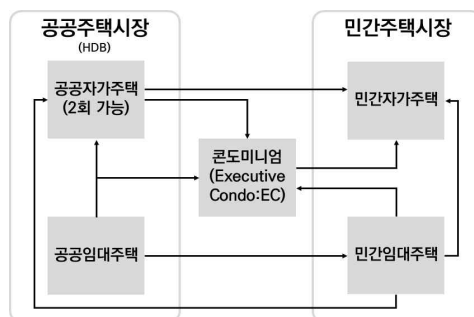 공공주택시장
(HDB)
민간주택시장
공공자가주택
(2회 가능)
민간자가주택
콘도미니엄
(Executive
Condo:EC)
공공임대주택
민간임대주택